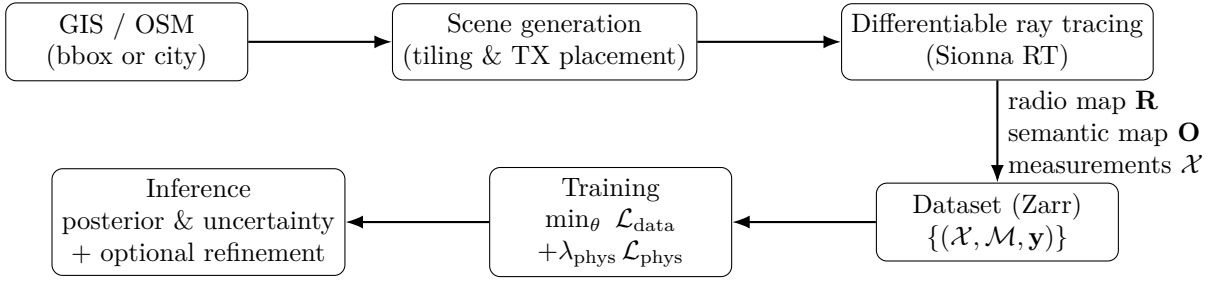 GIS / OSM
(bbox or city)
Scene generation
(tiling & TX placement)
Differentiable ray tracing
(Sionna RT)
radio map R
semantic map O
measurements 𝒳
Dataset (Zarr)
{(𝒳, ℳ, y)}
Training
min_θ ℒ_data
+λ_phys ℒ_phys
Inference
posterior & uncertainty
+ optional refinement